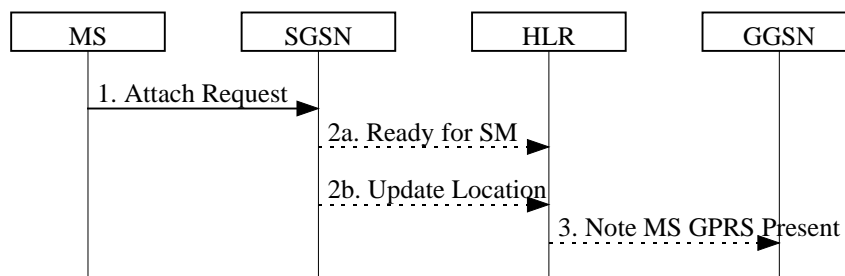 MS SGSN HLR GGSN
1. Attach Request
2a. Ready for SM
2b. Update Location
3. Note MS GPRS Present